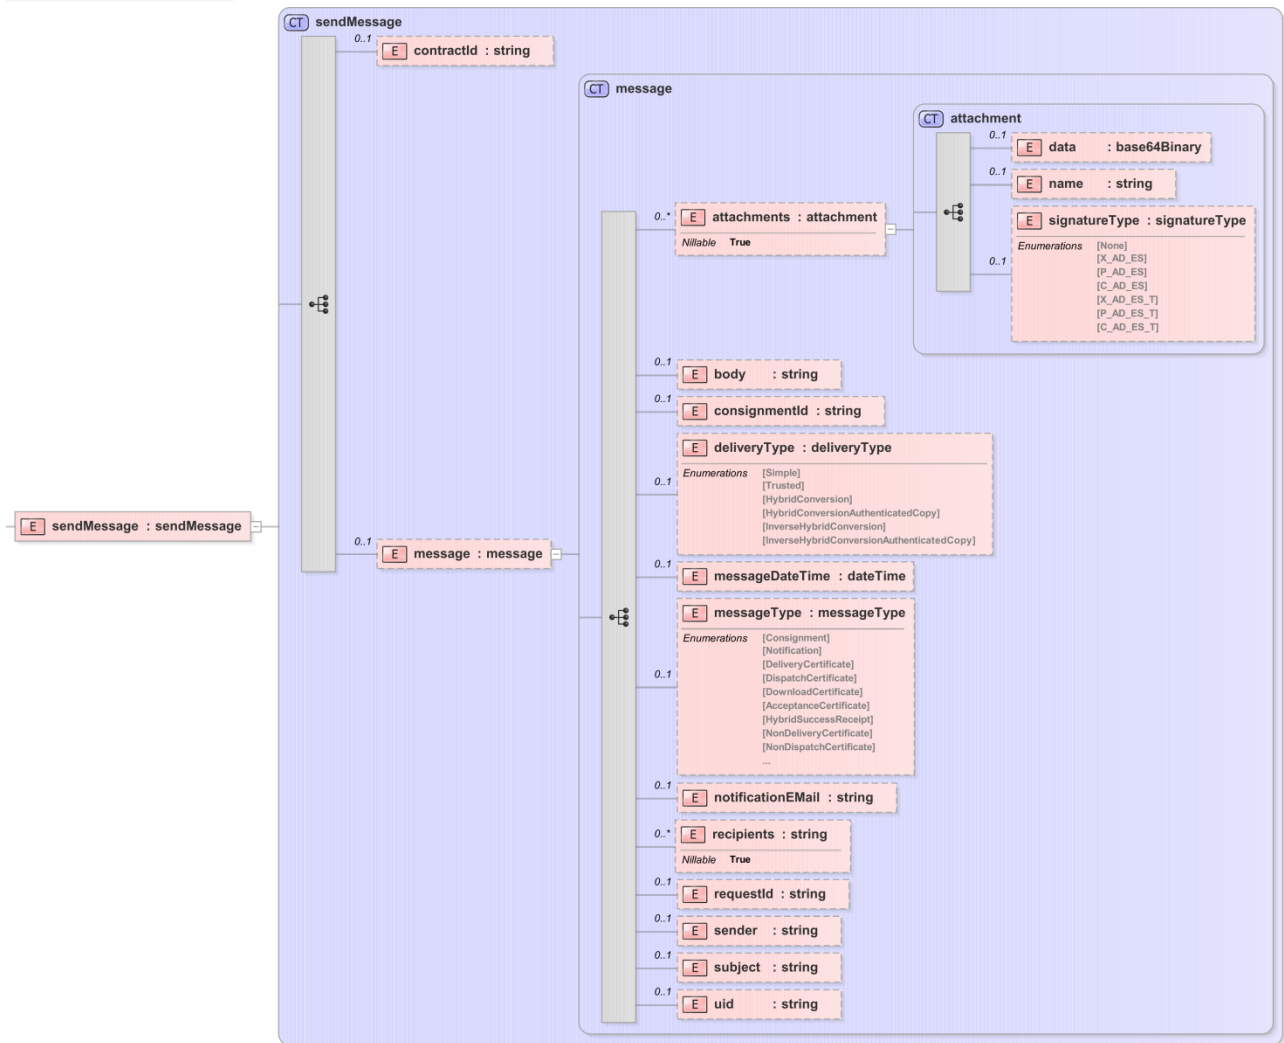 CT sendMessage
0..1
E contractId : string
CT message
CT attachment
0..1
E data : base64Binary
0..1
E name : string
0..*
E attachments : attachment
Nillable True
E signatureType : signatureType
Enumerations [None]
0..1
[X_AD_ES]
[P_AD_ES]
[C_AD_ES]
[X_AD_ES_T]
[P_AD_ES_T]
[C_AD_ES_T]
0..1
E body : string
0..1
E consignmentId : string
E deliveryType : deliveryType
0..1
Enumerations [Simple]
[Trusted]
[HybridConversion]
[HybridConversionAuthenticatedCopy]
[InverseHybridConversion]
[InverseHybridConversionAuthenticatedCopy]
E sendMessage : sendMessage
0..1
E message : message
0..1
E messageDateTime : dateTime
E messageType : messageType
0..1
Enumerations [Consignment]
[Notification]
[DeliveryCertificate]
[DispatchCertificate]
[DownloadCertificate]
[AcceptanceCertificate]
[HybridSuccessReceipt]
[NonDeliveryCertificate]
[NonDispatchCertificate]
...
0..1
E notificationEMail : string
0..*
E recipients : string
Nillable True
0..1
E requestId : string
0..1
E sender : string
0..1
E subject : string
0..1
E uid : string